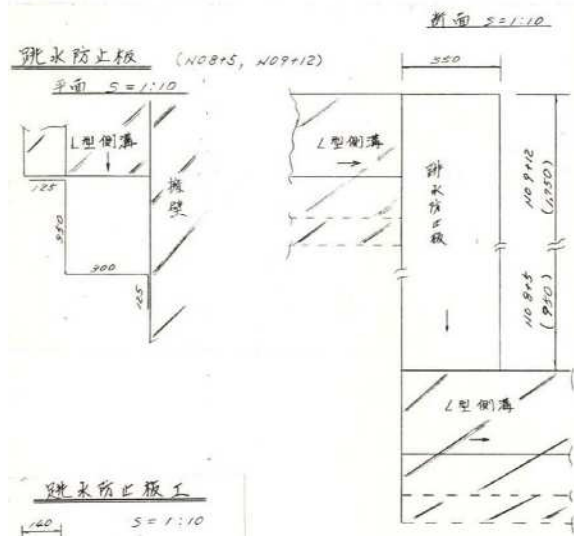 跳水防止板 (NO8+5, NO9+12)
平面 S=1:10
L型側溝
擁壁
125
350
300
125
断面 S=1:10
350
L型側溝
跳水防止板
NO9+12
(1,750)
NO8+5
(950)
L型側溝
跳水防止板工
140
S=1:10